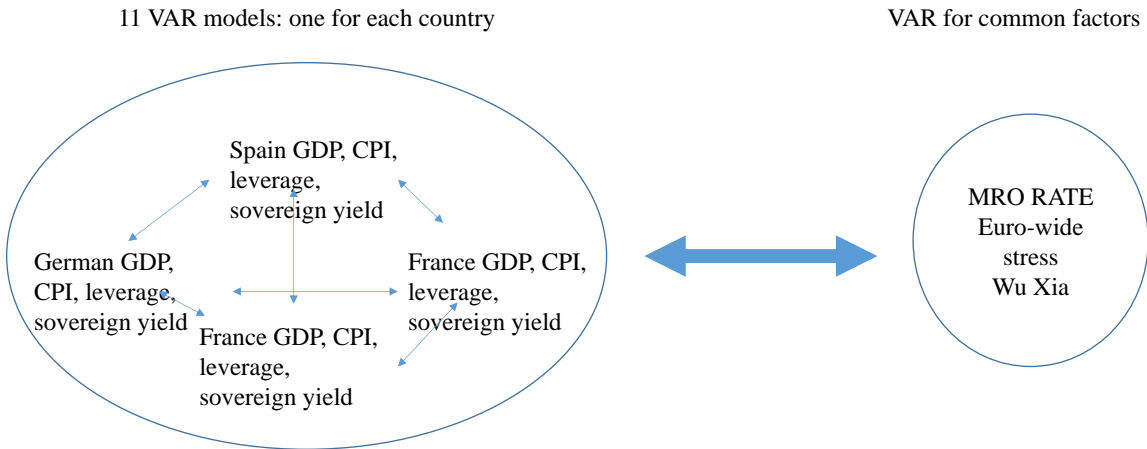 11 VAR models: one for each country
VAR for common factors
Spain GDP, CPI,
leverage,
sovereign yield
German GDP,
CPI, leverage,
sovereign yield
France GDP, CPI,
leverage,
sovereign yield
France GDP, CPI,
leverage,
sovereign yield
MRO RATE
Euro-wide
stress
Wu Xia